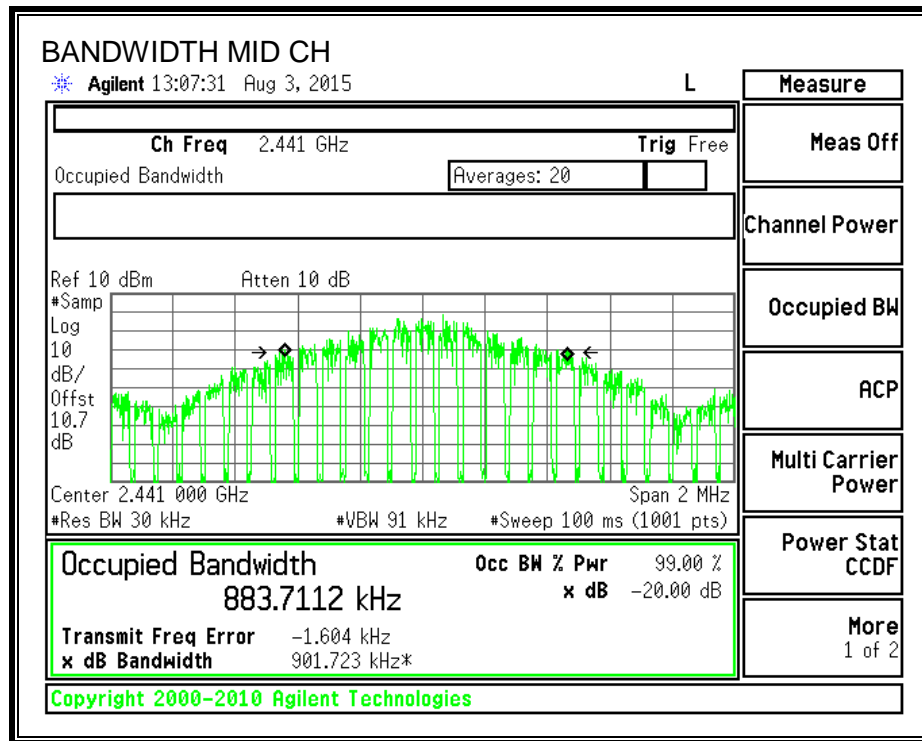 BANDWIDTH MID CH
Agilent 13:07:31 Aug 3, 2015 L
Measure
Ch Freq 2.441 GHz Trig Free
Meas Off
Occupied Bandwidth Averages: 20
Channel Power
Ref 10 dBm Atten 10 dB
#Samp
Log
10
dB/
Offst
10.7
dB
Occupied BW
ACP
Multi Carrier
Power
Center 2.441 000 GHz Span 2 MHz
#Res BW 30 kHz #VBW 91 kHz #Sweep 100 ms (1001 pts)
Power Stat
CCDF
Occupied Bandwidth Occ BW % Pwr 99.00 %
883.7112 kHz x dB -20.00 dB
Transmit Freq Error -1.604 kHz
x dB Bandwidth 901.723 kHz*
More
1 of 2
Copyright 2000-2010 Agilent Technologies